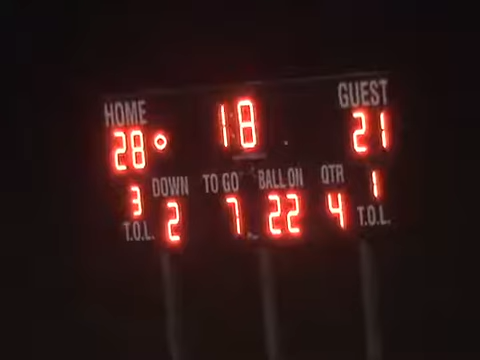 HOME 18 GUEST
28 21
DOWN TO GO BALL ON QTR
3 2 7 22 4 1
T.O.L. T.O.L.